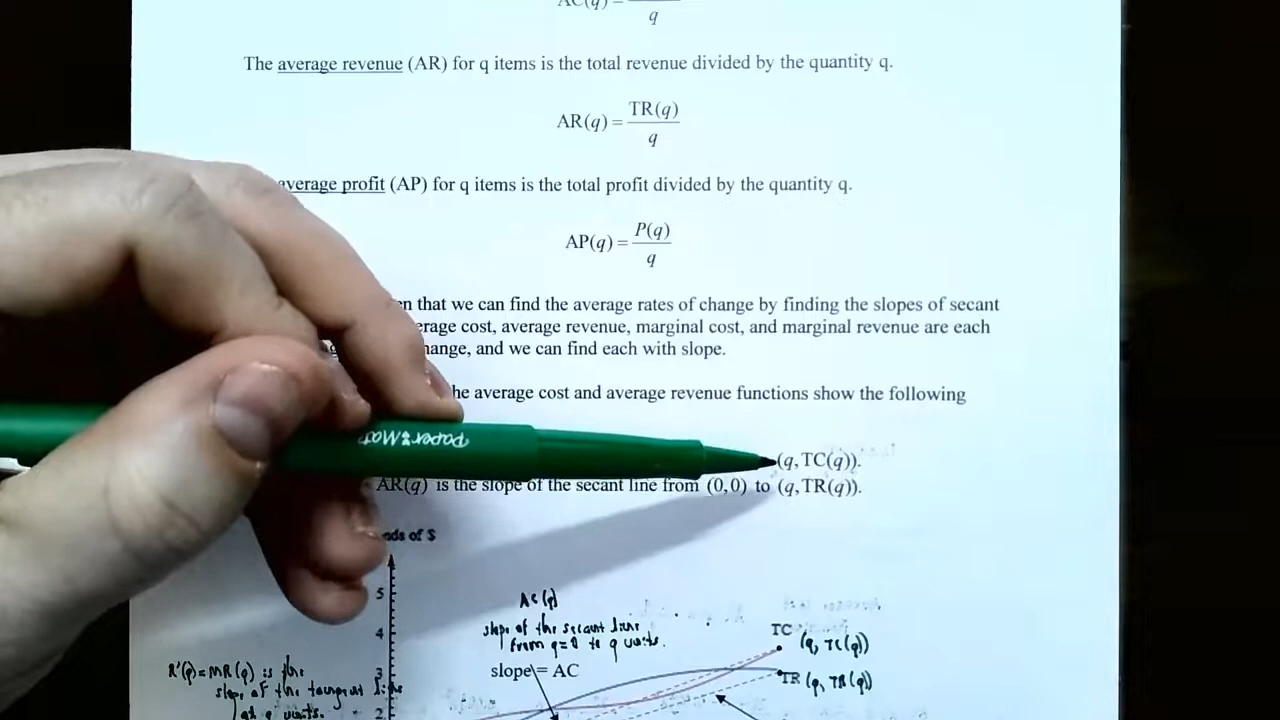 AC(q) =
q
The average revenue (AR) for q items is the total revenue divided by the quantity q.
AR(q) = TR(q)
q
average profit (AP) for q items is the total profit divided by the quantity q.
AP(q) = P(q)
q
that we can find the average rates of change by finding the slopes of secant
average cost, average revenue, marginal cost, and marginal revenue are each
and we can find each with slope.
the average cost and average revenue functions show the following
Paper Mate
(q,TC(q)).
AR(q) is the slope of the secant line from (0,0) to (q,TR(q)).
of $
5
4
3
2
AC(q)
slope of the secant line
from q=0 to q units.
slope = AC
TC (q, TC(q))
TR (q, TR(q))
R'(q)=MR(q) is the
slope of the tangent line
at q units.